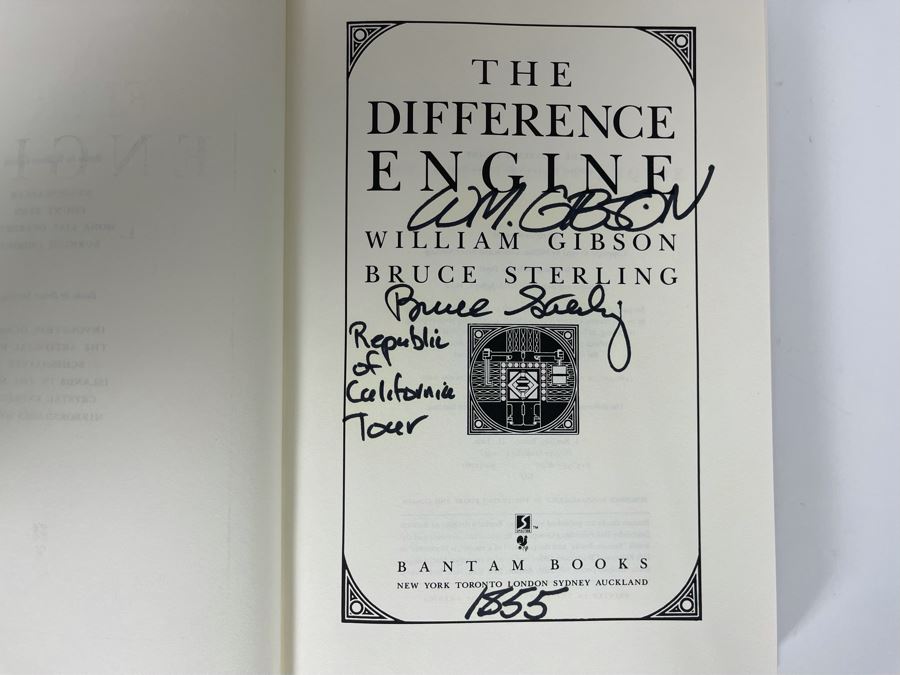 THE
DIFFERENCE
ENGINE
WM. GIBSON
WILLIAM GIBSON
BRUCE STERLING
Bruce Sterling
Republic
of
California
Tour
BANTAM BOOKS
NEW YORK TORONTO LONDON SYDNEY AUCKLAND
1855